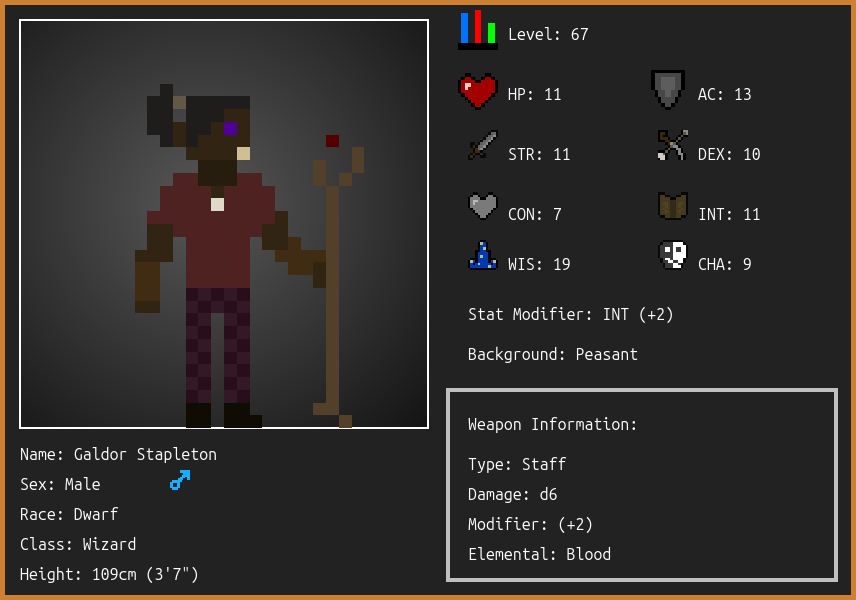 Level: 67
HP: 11
AC: 13
STR: 11
DEX: 10
CON: 7
INT: 11
WIS: 19
CHA: 9
Stat Modifier: INT (+2)
Background: Peasant
Weapon Information:
Type: Staff
Damage: d6
Modifier: (+2)
Elemental: Blood
Name: Galdor Stapleton
Sex: Male
Race: Dwarf
Class: Wizard
Height: 109cm (3'7")